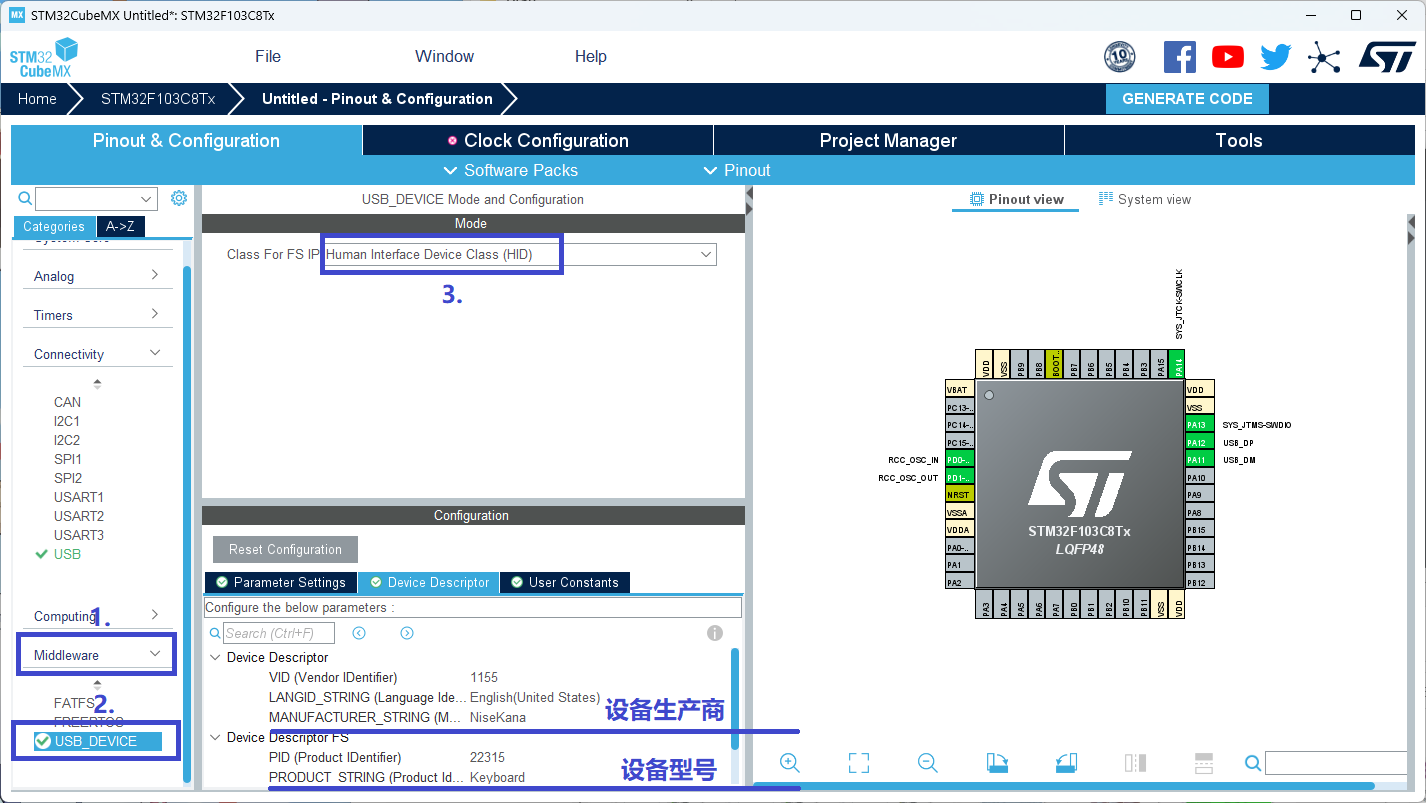 STM32CubeMX Untitled*: STM32F103C8Tx
STM32 CubeMX
File Window Help
Home STM32F103C8Tx Untitled - Pinout & Configuration GENERATE CODE
Pinout & Configuration Clock Configuration Project Manager Tools
Software Packs Pinout
Categories A->Z
Analog
Timers
Connectivity
CAN
I2C1
I2C2
SPI1
SPI2
USART1
USART2
USART3
USB
Computing
1.
Middleware
FATFS
2.
FREERTOS
USB_DEVICE
USB_DEVICE Mode and Configuration
Mode
Class For FS IP Human Interface Device Class (HID)
3.
Configuration
Reset Configuration
Parameter Settings Device Descriptor User Constants
Configure the below parameters :
Search (Ctrl+F)
Device Descriptor
VID (Vendor IDentifier) 1155
LANGID_STRING (Language Ide... English(United States)
MANUFACTURER_STRING (M... NiseKana
设备生产商
Device Descriptor FS
PID (Product IDentifier) 22315
PRODUCT_STRING (Product Id... Keyboard
设备型号
Pinout view System view
SYS_JTCK-SWCLK
VDD VSS PB9 PB8 BOOT.. PB7 PB6 PB5 PB4 PB3 PA15 PA14
VBAT
PC13-..
PC14-..
PC15-..
RCC_OSC_IN PD0-..
RCC_OSC_OUT PD1-..
NRST
VSSA
VDDA
PA0-..
PA1
PA2
STM32F103C8Tx
LQFP48
VDD
VSS
PA13 SYS_JTMS-SWDIO
PA12 USB_DP
PA11 USB_DM
PA10
PA9
PA8
PB15
PB14
PB13
PB12
PA3 PA4 PA5 PA6 PA7 PB0 PB1 PB2 PB10 PB11 VSS VDD